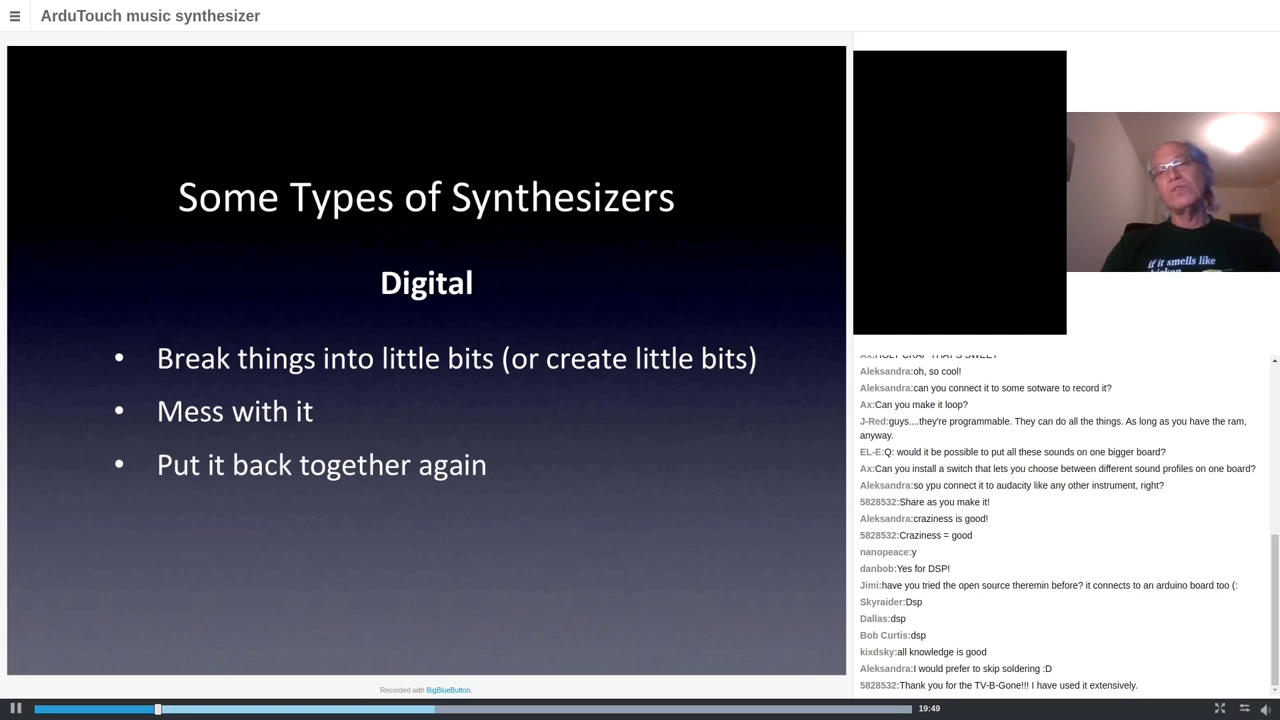 ArduTouch music synthesizer
Some Types of Synthesizers
Digital
• Break things into little bits (or create little bits)
• Mess with it
• Put it back together again
Recorded with BigBlueButton.
if it smells like
Ax:HOLY CRAP THAT'S SWEET
Aleksandra:oh, so cool!
Aleksandra:can you connect it to some sotware to record it?
Ax:Can you make it loop?
J-Red:guys....they're programmable. They can do all the things. As long as you have the ram,
anyway.
EL-E:Q: would it be possible to put all these sounds on one bigger board?
Ax:Can you install a switch that lets you choose between different sound profiles on one board?
Aleksandra:so ypu connect it to audacity like any other instrument, right?
5828532:Share as you make it!
Aleksandra:craziness is good!
5828532:Craziness = good
nanopeace:y
danbob:Yes for DSP!
Jimi:have you tried the open source theremin before? it connects to an arduino board too (:
Skyraider:Dsp
Dallas:dsp
Bob Curtis:dsp
kixdsky:all knowledge is good
Aleksandra:I would prefer to skip soldering :D
5828532:Thank you for the TV-B-Gone!!! I have used it extensively.
19:49